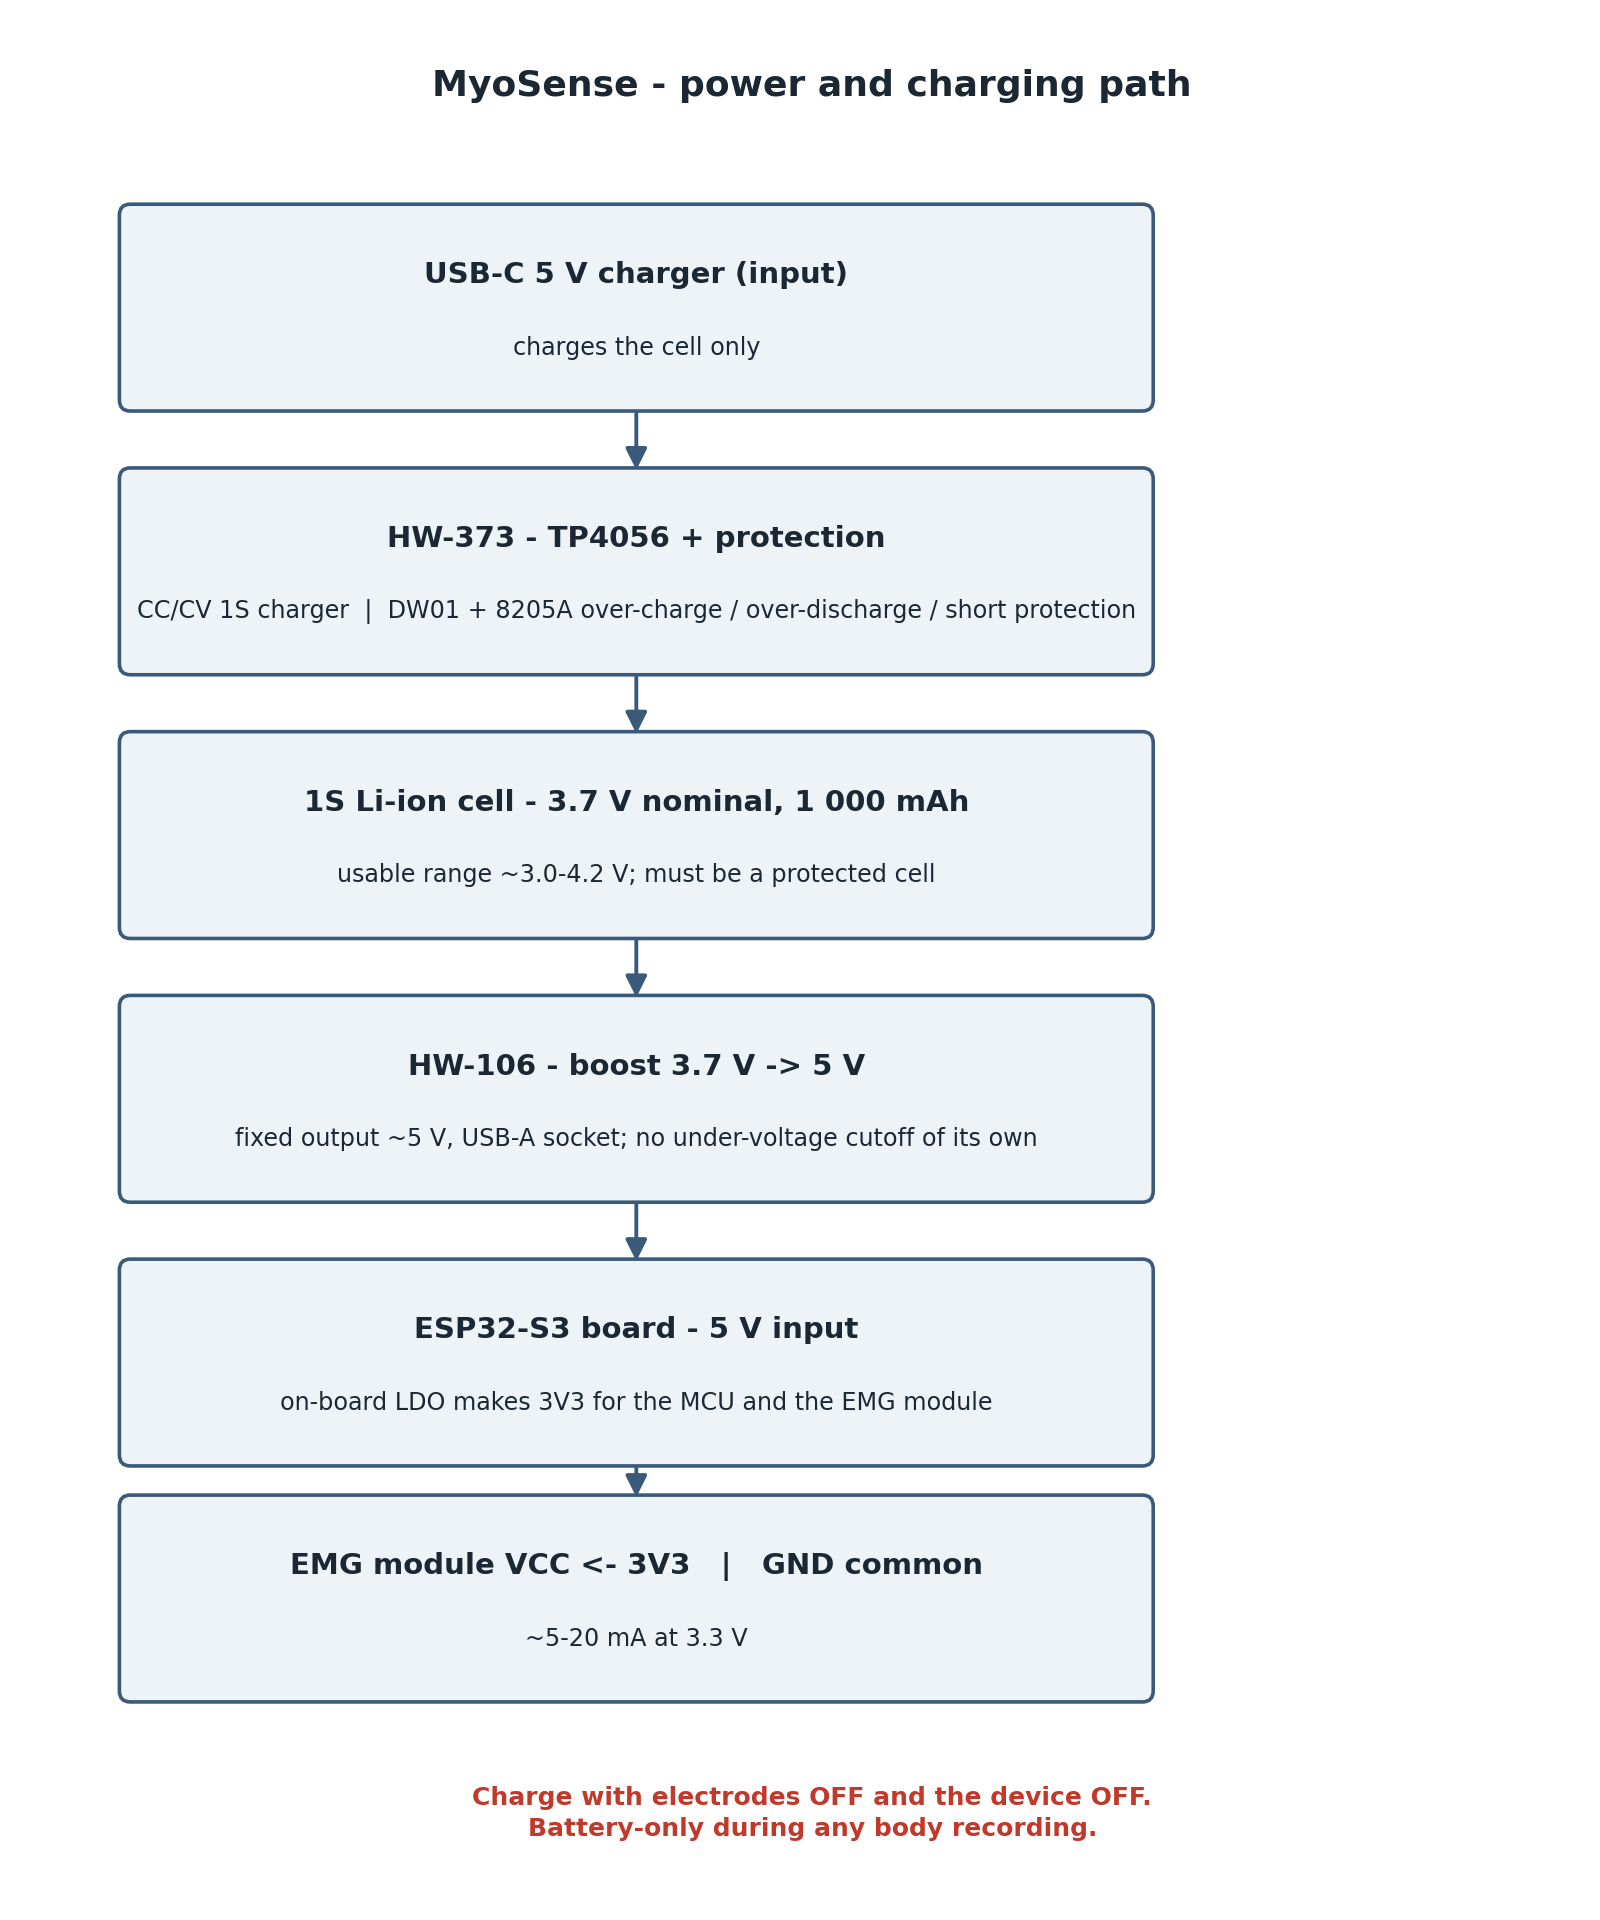 MyoSense - power and charging path
USB-C 5 V charger (input)
charges the cell only
HW-373 - TP4056 + protection
CC/CV 1S charger  |  DW01 + 8205A over-charge / over-discharge / short protection
1S Li-ion cell - 3.7 V nominal, 1 000 mAh
usable range ~3.0-4.2 V; must be a protected cell
HW-106 - boost 3.7 V -> 5 V
fixed output ~5 V, USB-A socket; no under-voltage cutoff of its own
ESP32-S3 board - 5 V input
on-board LDO makes 3V3 for the MCU and the EMG module
EMG module VCC <- 3V3   |   GND common
~5-20 mA at 3.3 V
Charge with electrodes OFF and the device OFF.
Battery-only during any body recording.